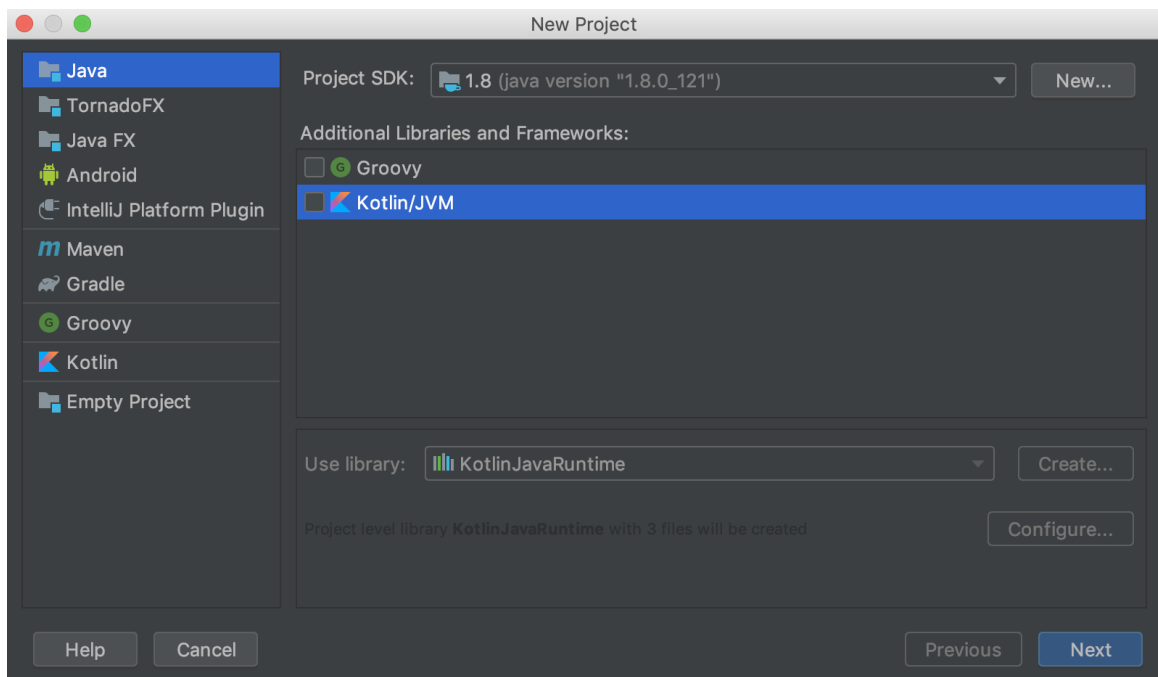 New Project
Java
TornadoFX
Java FX
Android
IntelliJ Platform Plugin
Maven
Gradle
Groovy
Kotlin
Empty Project
Project SDK: 1.8 (java version "1.8.0_121") New...
Additional Libraries and Frameworks:
Groovy
Kotlin/JVM
Use library: KotlinJavaRuntime Create...
Project level library KotlinJavaRuntime with 3 files will be created Configure...
Help Cancel Previous Next